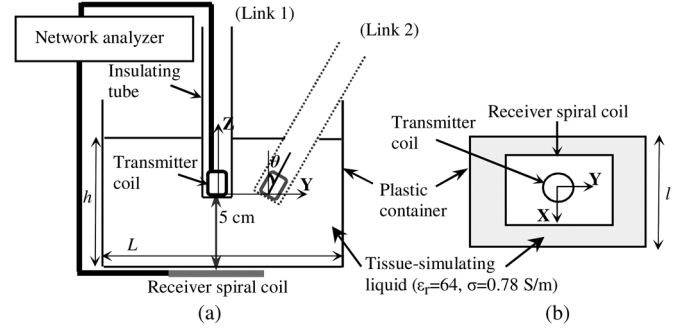 (Link 1)
(Link 2)
Network analyzer
Insulating
tube
Z
Transmitter
coil
θ
Y
h
5 cm
L
Receiver spiral coil
(a)
Plastic
container
Tissue-simulating
liquid (εr=64, σ=0.78 S/m)
Receiver spiral coil
Transmitter
coil
Y
X
l
(b)